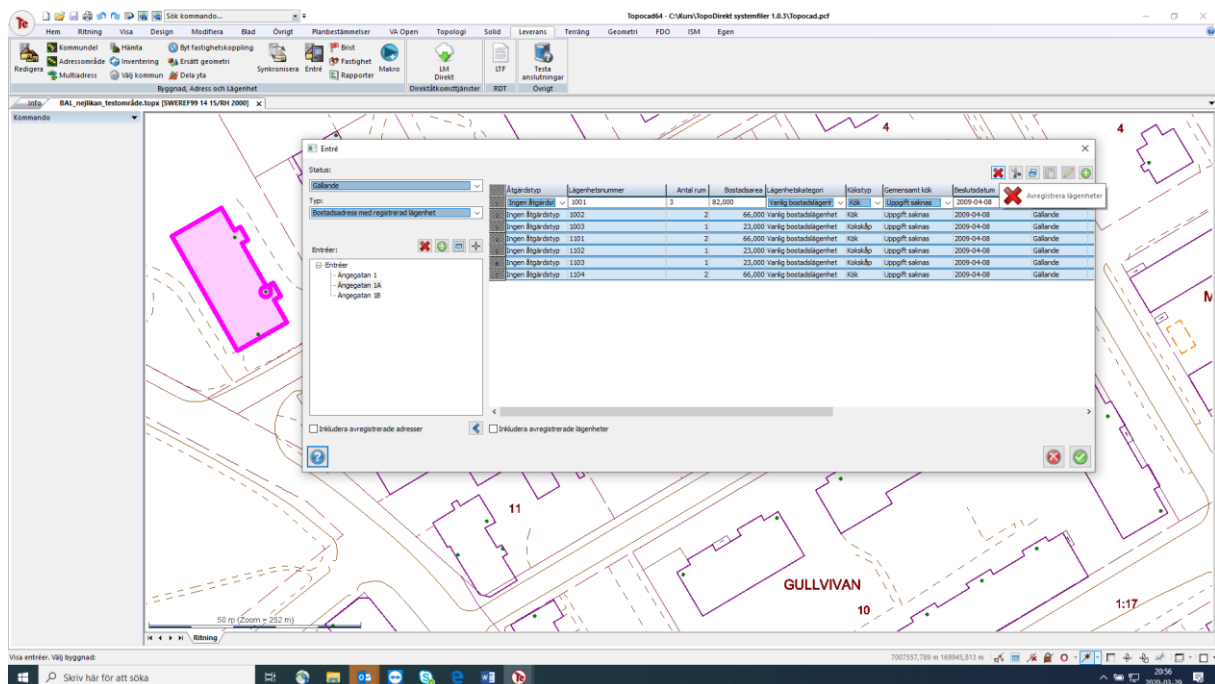 Te
Sök kommando...
Topocad64 - C:\Kurs\TopoDirekt systemfiler 1.0.3\Topocad.pcf
Hem Ritning Visa Design Modifiera Blad Övrigt Planbestämmelser VA Open Topologi Solid Leverans Terräng Geometri FDO ISM Egen
Redigera
Kommundel
Adressområde
Multiadress
Hämta
Inventering
Välj kommun
Byt fastighetskoppling
Ersätt geometri
Dela yta
Synkronisera
Entré
Brist
Fastighet
Rapporter
Makro
LM Direkt
LTF
Testa anslutningar
Byggnad, Adress och Lägenhet
Direktåtkomsttjänster
RDT
Övrigt
Info
BAL_nejlikan_testområde.topx [SWEREF99 14 15/RH 2000] x
Kommando
4
4
Entré
Status:
Gällande
Typ:
Bostadsadress med registrerad lägenhet
Entréer:
Entréer
Ängegatan 1
Ängegatan 1A
Ängegatan 1B
Inkludera avregistrerade adresser
Åtgärdstyp Lägenhetsnummer Antal rum Bostadsarea Lägenhetskategori Kökstyp Gemensamt kök Beslutsdatum
Avregistrera lägenheter
Ingen åtgärdst 1001 3 82,000 Vanlig bostadslägenh Kök Uppgift saknas 2009-04-08
Ingen åtgärdstyp 1002 2 66,000 Vanlig bostadslägenhet Kök Uppgift saknas 2009-04-08 Gällande
Ingen åtgärdstyp 1003 1 23,000 Vanlig bostadslägenhet Kokskåp Uppgift saknas 2009-04-08 Gällande
Ingen åtgärdstyp 1101 2 66,000 Vanlig bostadslägenhet Kök Uppgift saknas 2009-04-08 Gällande
Ingen åtgärdstyp 1102 1 23,000 Vanlig bostadslägenhet Kokskåp Uppgift saknas 2009-04-08 Gällande
Ingen åtgärdstyp 1103 1 23,000 Vanlig bostadslägenhet Kokskåp Uppgift saknas 2009-04-08 Gällande
Ingen åtgärdstyp 1104 2 66,000 Vanlig bostadslägenhet Kök Uppgift saknas 2009-04-08 Gällande
Inkludera avregistrerade lägenheter
M
11
GULLVIVAN
10
1:17
50 rp (Zoom = 252 m)
Ritning
Visa entréer. Välj byggnad:
7007557,789 m 169945,813 m
Skriv här för att söka
20:56
2020-03-29